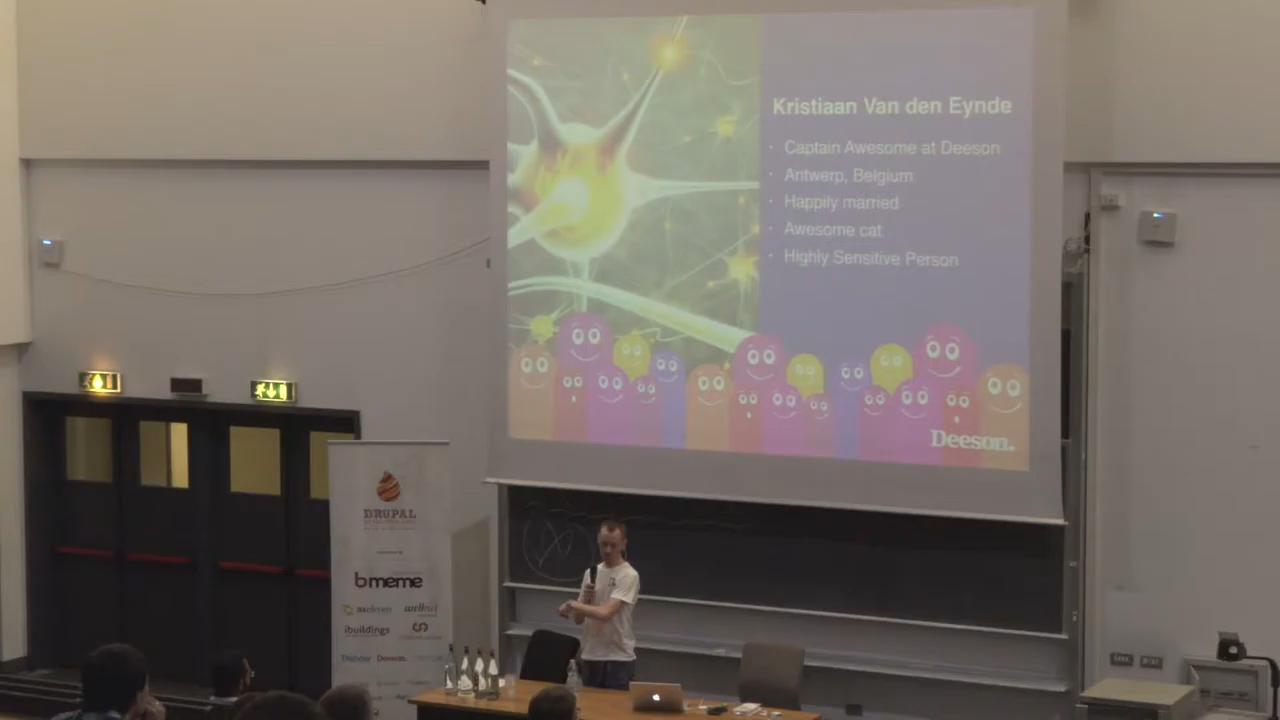 Kristiaan Van den Eynde
· Captain Awesome at Deeson
· Antwerp, Belgium
· Happily married
· Awesome cat
· Highly Sensitive Person
Deeson.
DRUPAL
bmeme
wellnet
ibuildings
Deeson.